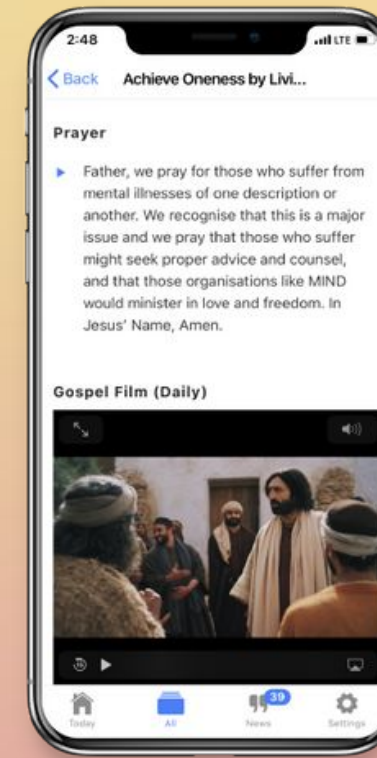 2:48 LTE
Back Achieve Oneness by Livi...
Prayer
Father, we pray for those who suffer from
mental illnesses of one description or
another. We recognise that this is a major
issue and we pray that those who suffer
might seek proper advice and counsel,
and that those organisations like MIND
would minister in love and freedom. In
Jesus' Name, Amen.
Gospel Film (Daily)
15
39
Today All News Settings